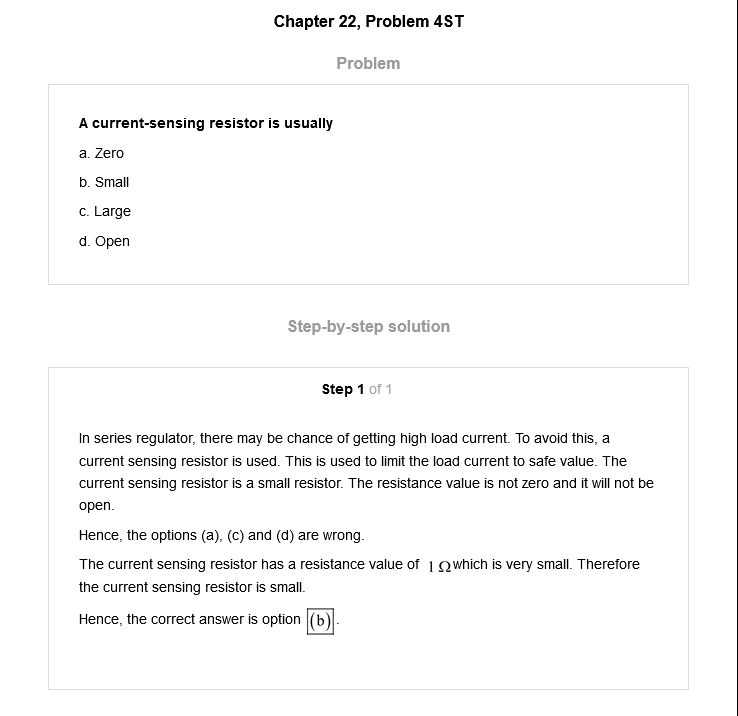 Chapter 22, Problem 4ST
Problem
A current-sensing resistor is usually
a. Zero
b. Small
c. Large
d. Open
Step-by-step solution
Step 1 of 1
In series regulator, there may be chance of getting high load current. To avoid this, a
current sensing resistor is used. This is used to limit the load current to safe value. The
current sensing resistor is a small resistor. The resistance value is not zero and it will not be
open.
Hence, the options (a), (c) and (d) are wrong.
The current sensing resistor has a resistance value of 1 Ω which is very small. Therefore
the current sensing resistor is small.
Hence, the correct answer is option (b).